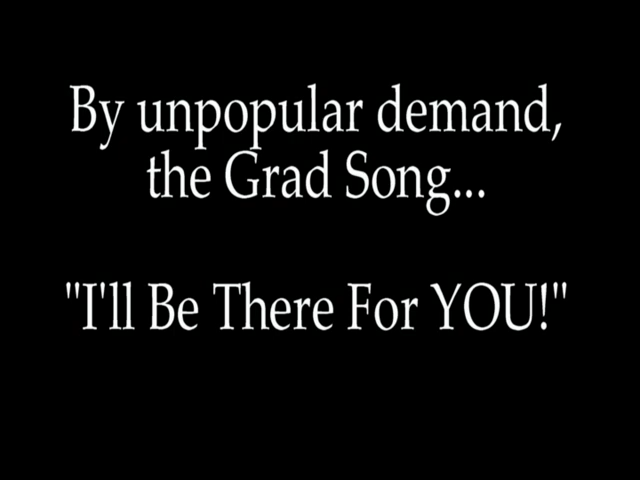 By unpopular demand,
the Grad Song...
"I'll Be There For YOU!"